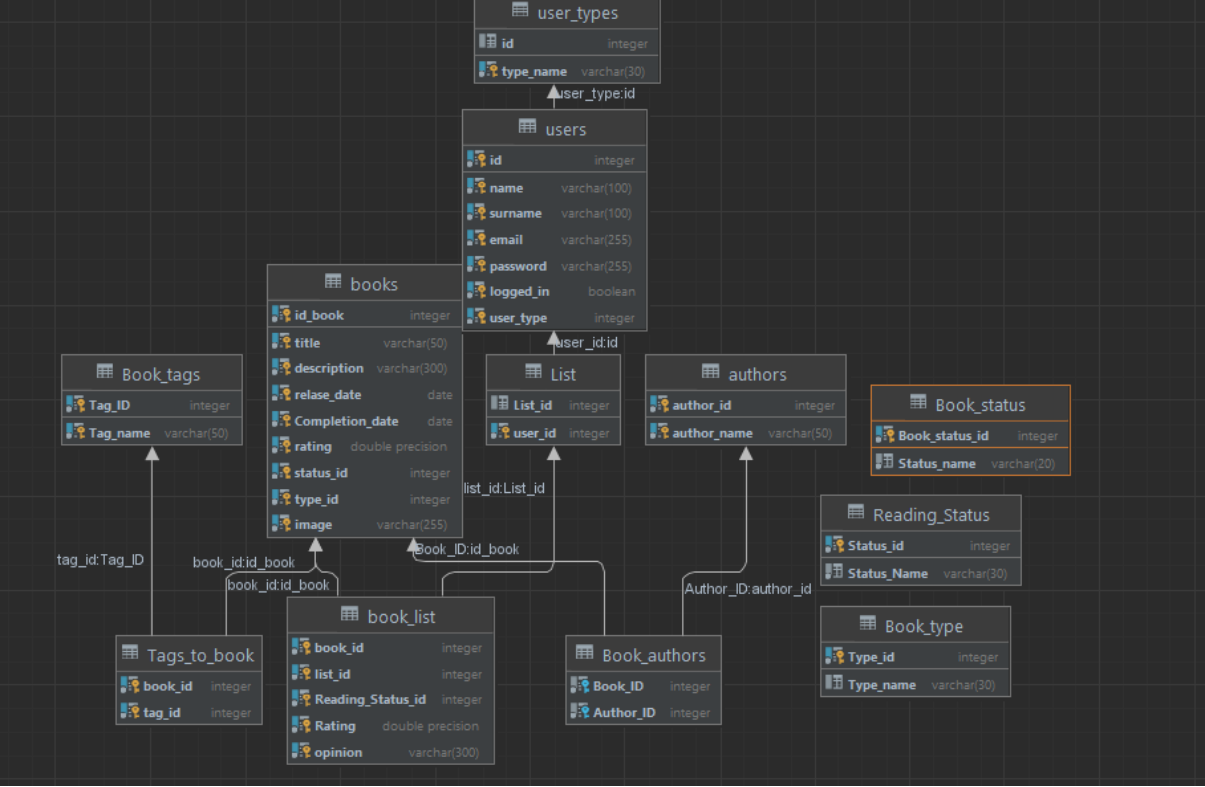 user_types
id integer
type_name varchar(30)
user_type:id
users
id integer
name varchar(100)
surname varchar(100)
email varchar(255)
password varchar(255)
logged_in boolean
user_type integer
user_id:id
books
id_book integer
title varchar(50)
description varchar(300)
relase_date date
Completion_date date
rating double precision
status_id integer
type_id integer
image varchar(255)
Book_tags
Tag_ID integer
Tag_name varchar(50)
List
List_id integer
user_id integer
authors
author_id integer
author_name varchar(50)
Book_status
Book_status_id integer
Status_name varchar(20)
list_id:List_id
Reading_Status
Status_id integer
Status_Name varchar(30)
tag_id:Tag_ID
book_id:id_book
book_id:id_book
Book_ID:id_book
Author_ID:author_id
Book_type
Type_id integer
Type_name varchar(30)
Tags_to_book
book_id integer
tag_id integer
book_list
book_id integer
list_id integer
Reading_Status_id integer
Rating double precision
opinion varchar(300)
Book_authors
Book_ID integer
Author_ID integer